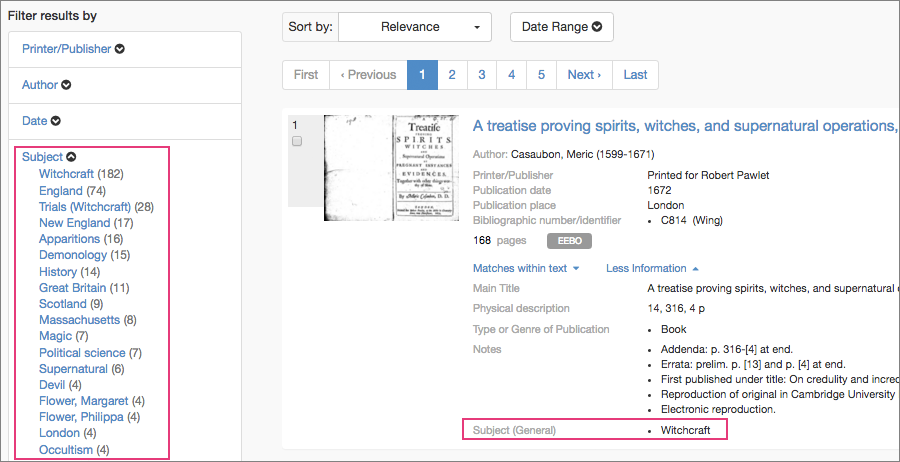 Filter results by
Printer/Publisher
Author
Date
Subject
Witchcraft (182)
England (74)
Trials (Witchcraft) (28)
New England (17)
Apparitions (16)
Demonology (15)
History (14)
Great Britain (11)
Scotland (9)
Massachusetts (8)
Magic (7)
Political science (7)
Supernatural (6)
Devil (4)
Flower, Margaret (4)
Flower, Philippa (4)
London (4)
Occultism (4)
Sort by: Relevance Date Range
First ‹ Previous 1 2 3 4 5 Next › Last
1
Treatise
PROVING
SPIRITS,
WITCHES
AND
Supernatural Operations
BY
PREGNANT INSTANCES
AND
EVIDENCES.
A treatise proving spirits, witches, and supernatural operations,
Author: Casaubon, Meric (1599-1671)
Printer/Publisher Printed for Robert Pawlet
Publication date 1672
Publication place London
Bibliographic number/identifier • C814 (Wing)
168 pages EEBO
Matches within text Less Information
Main Title A treatise proving spirits, witches, and supernatural
Physical description 14, 316, 4 p
Type or Genre of Publication • Book
Notes • Addenda: p. 316-[4] at end.
• Errata: prelim. p. [13] and p. [4] at end.
• First published under title: On credulity and incre
• Reproduction of original in Cambridge University
• Electronic reproduction.
Subject (General) • Witchcraft